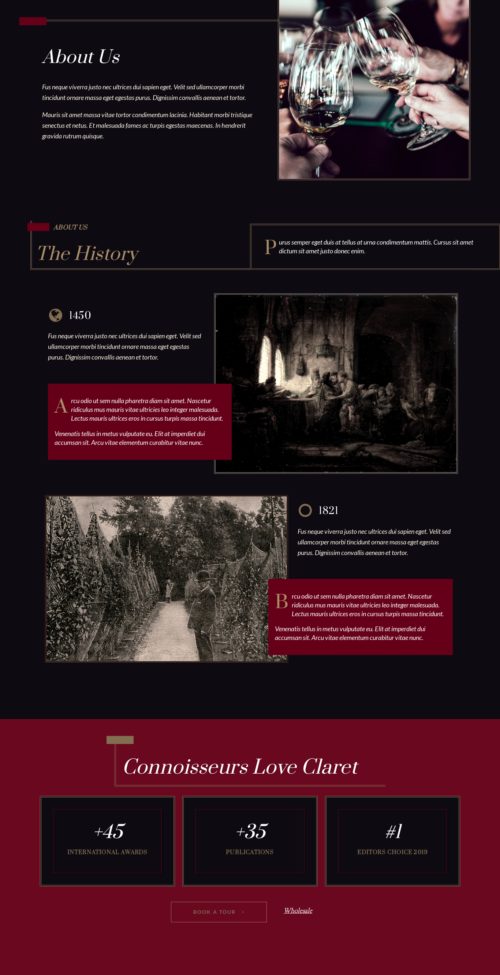 About Us
Fus neque viverra justo nec ultrices dui sapien eget. Velit sed ullamcorper morbi
tincidunt ornare massa eget egestas purus. Dignissim convallis aenean et tortor.
Mauris sit amet massa vitae tortor condimentum lacinia. Habitant morbi tristique
senectus et netus. Et malesuada fames ac turpis egestas maecenas. In hendrerit
gravida rutrum quisque.
ABOUT US
The History
Purus semper eget duis at tellus at urna condimentum mattis. Cursus sit amet
dictum sit amet justo donec enim.
1450
Fus neque viverra justo nec ultrices dui sapien eget. Velit sed
ullamcorper morbi tincidunt ornare massa eget egestas
purus. Dignissim convallis aenean et tortor.
Arcu odio ut sem nulla pharetra diam sit amet. Nascetur
ridiculus mus mauris vitae ultricies leo integer malesuada.
Lectus mauris ultrices eros in cursus turpis massa tincidunt.
Venenatis tellus in metus vulputate eu. Elit at imperdiet dui
accumsan sit. Arcu vitae elementum curabitur vitae nunc.
1821
Fus neque viverra justo nec ultrices dui sapien eget. Velit sed
ullamcorper morbi tincidunt ornare massa eget egestas
purus. Dignissim convallis aenean et tortor.
Brcu odio ut sem nulla pharetra diam sit amet. Nascetur
ridiculus mus mauris vitae ultricies leo integer malesuada.
Lectus mauris ultrices eros in cursus turpis massa tincidunt.
Venenatis tellus in metus vulputate eu. Elit at imperdiet dui
accumsan sit. Arcu vitae elementum curabitur vitae nunc.
Connoisseurs Love Claret
+45
INTERNATIONAL AWARDS
+35
PUBLICATIONS
#1
EDITORS CHOICE 2019
BOOK A TOUR >
Wholesale